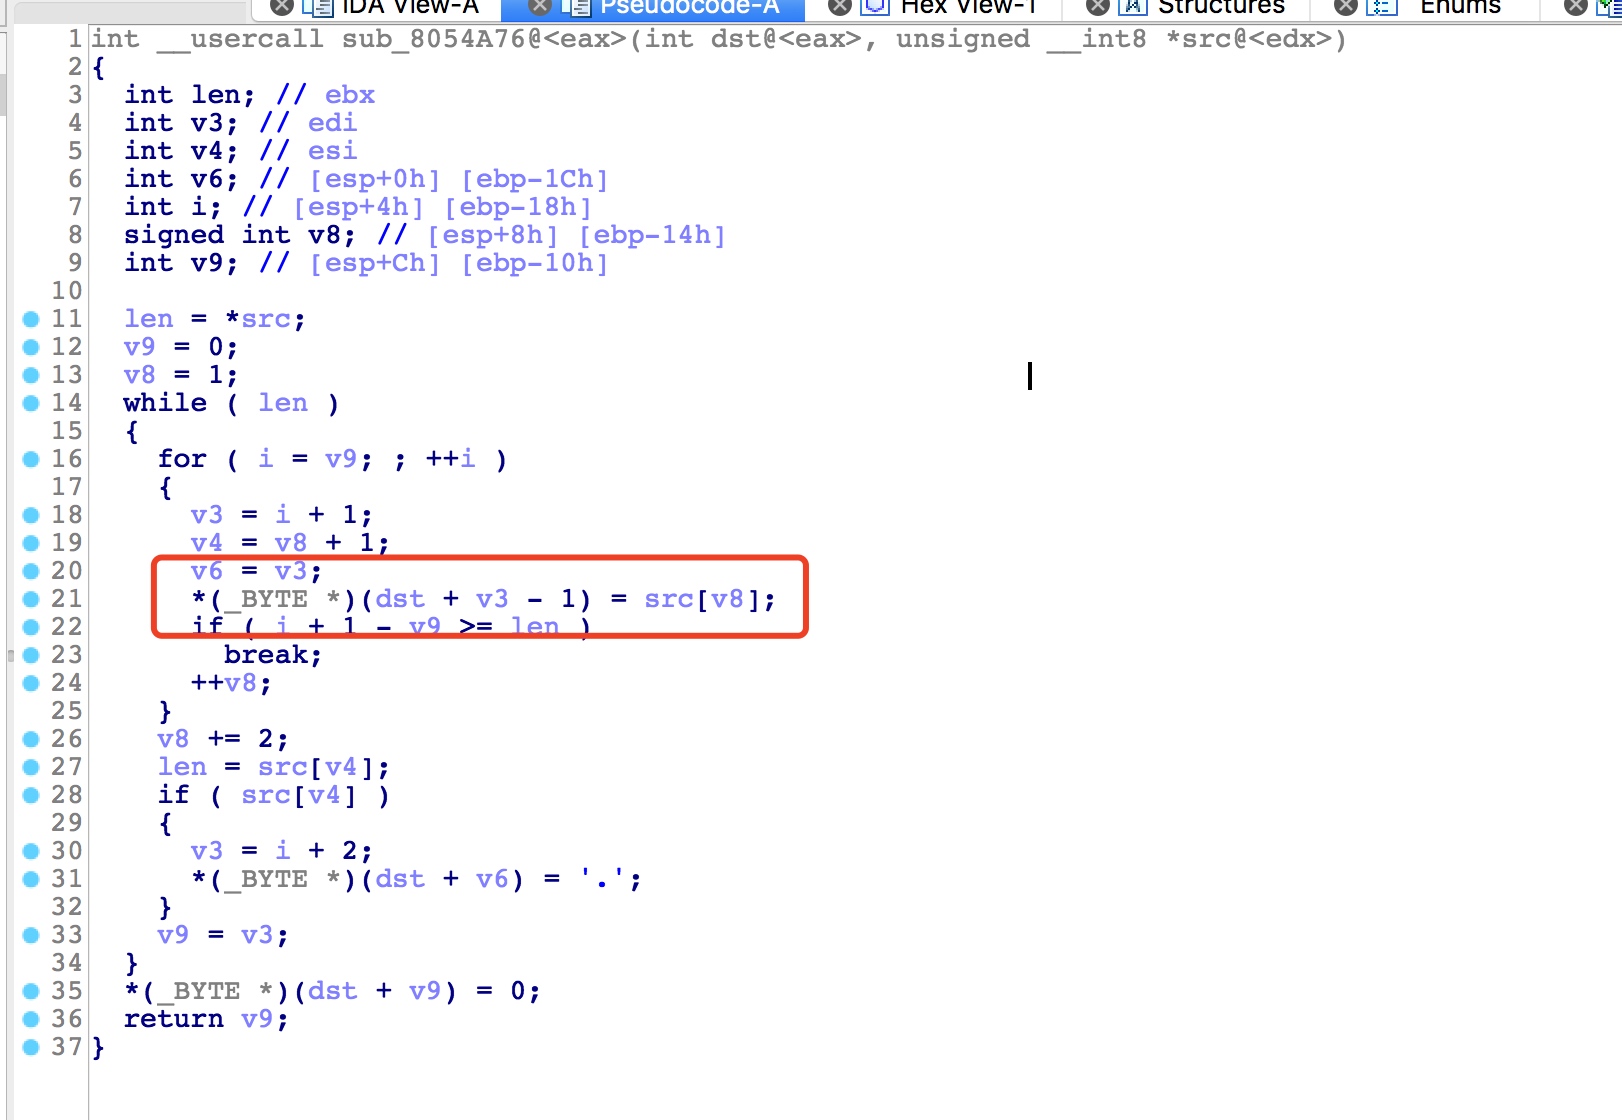 IDA View-A Pseudocode-A Hex View-1 Structures Enums
1 int __usercall sub_8054A76@<eax>(int dst@<eax>, unsigned __int8 *src@<edx>)
2 {
3   int len; // ebx
4   int v3; // edi
5   int v4; // esi
6   int v6; // [esp+0h] [ebp-1Ch]
7   int i; // [esp+4h] [ebp-18h]
8   signed int v8; // [esp+8h] [ebp-14h]
9   int v9; // [esp+Ch] [ebp-10h]
10
11   len = *src;
12   v9 = 0;
13   v8 = 1;
14   while ( len )
15   {
16     for ( i = v9; ; ++i )
17     {
18       v3 = i + 1;
19       v4 = v8 + 1;
20       v6 = v3;
21       *(_BYTE *)(dst + v3 - 1) = src[v8];
22       if ( i + 1 - v9 >= len )
23         break;
24       ++v8;
25     }
26     v8 += 2;
27     len = src[v4];
28     if ( src[v4] )
29     {
30       v3 = i + 2;
31       *(_BYTE *)(dst + v6) = '.';
32     }
33     v9 = v3;
34   }
35   *(_BYTE *)(dst + v9) = 0;
36   return v9;
37 }